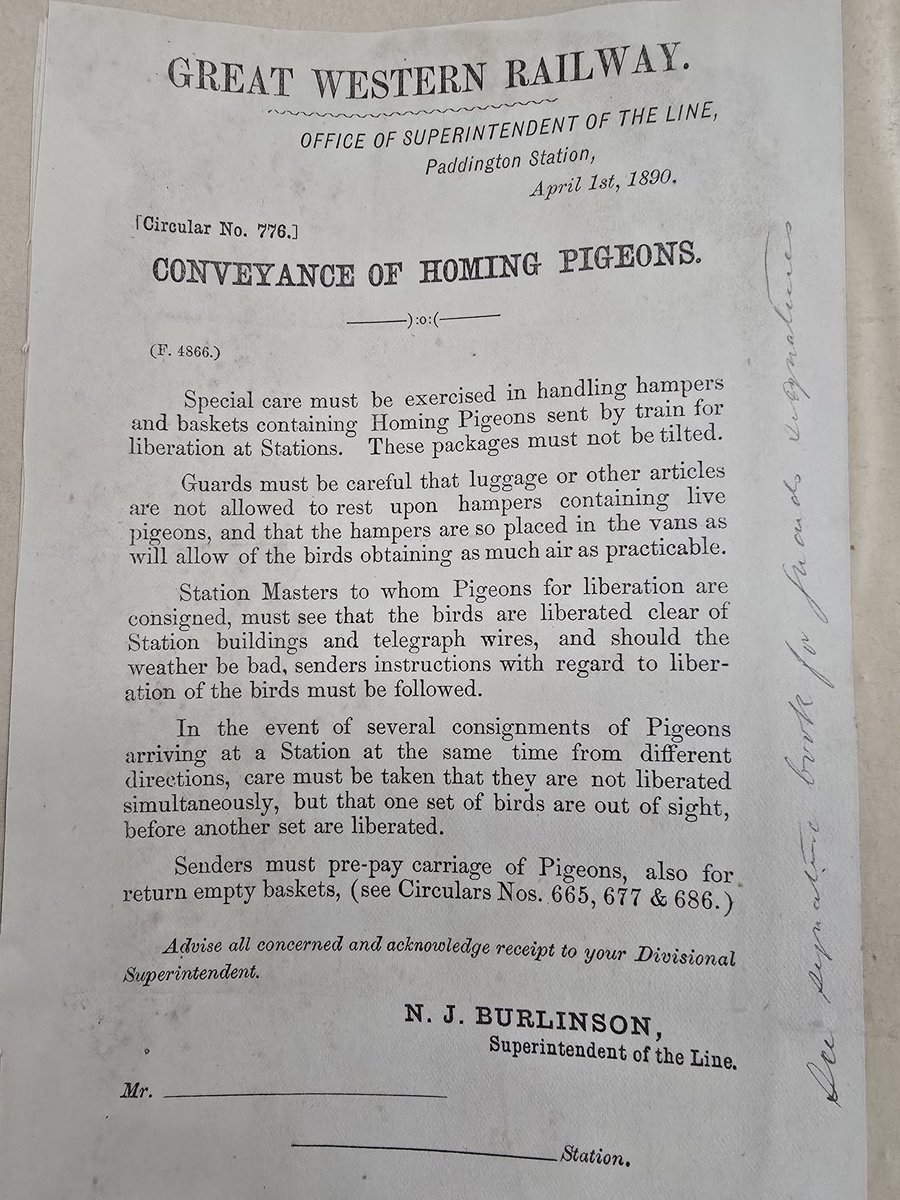 GREAT WESTERN RAILWAY.
OFFICE OF SUPERINTENDENT OF THE LINE,
Paddington Station,
April 1st, 1890.
[Circular No. 776.]
CONVEYANCE OF HOMING PIGEONS.
———):o:(———
(F. 4866.)
Special care must be exercised in handling hampers
and baskets containing Homing Pigeons sent by train for
liberation at Stations. These packages must not be tilted.
Guards must be careful that luggage or other articles
are not allowed to rest upon hampers containing live
pigeons, and that the hampers are so placed in the vans as
will allow of the birds obtaining as much air as practicable.
Station Masters to whom Pigeons for liberation are
consigned, must see that the birds are liberated clear of
Station buildings and telegraph wires, and should the
weather be bad, senders instructions with regard to liber-
ation of the birds must be followed.
In the event of several consignments of Pigeons
arriving at a Station at the same time from different
directions, care must be taken that they are not liberated
simultaneously, but that one set of birds are out of sight,
before another set are liberated.
Senders must pre-pay carriage of Pigeons, also for
return empty baskets, (see Circulars Nos. 665, 677 & 686.)
Advise all concerned and acknowledge receipt to your Divisional
Superintendent.
N. J. BURLINSON,
Superintendent of the Line.
Mr.
Station.
See signature book for guards signatures